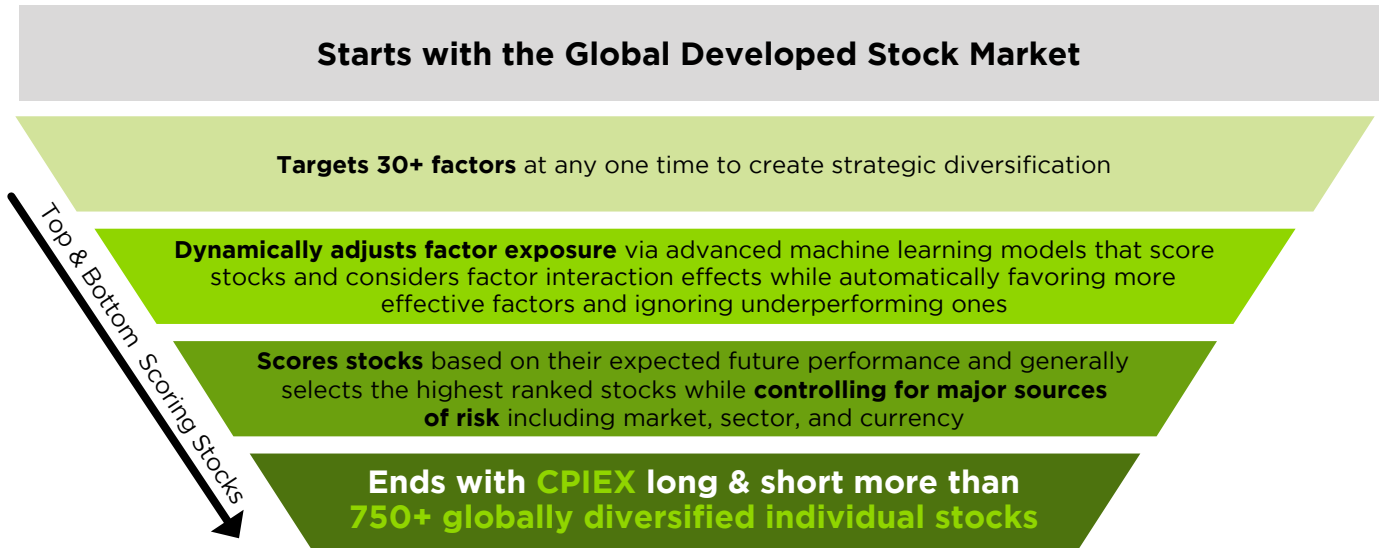 Starts with the Global Developed Stock Market
Targets 30+ factors at any one time to create strategic diversification
Dynamically adjusts factor exposure via advanced machine learning models that score
stocks and considers factor interaction effects while automatically favoring more
effective factors and ignoring underperforming ones
Scores stocks based on their expected future performance and generally
selects the highest ranked stocks while controlling for major sources
of risk including market, sector, and currency
Ends with CPIEX long & short more than
750+ globally diversified individual stocks
Top & Bottom Scoring Stocks